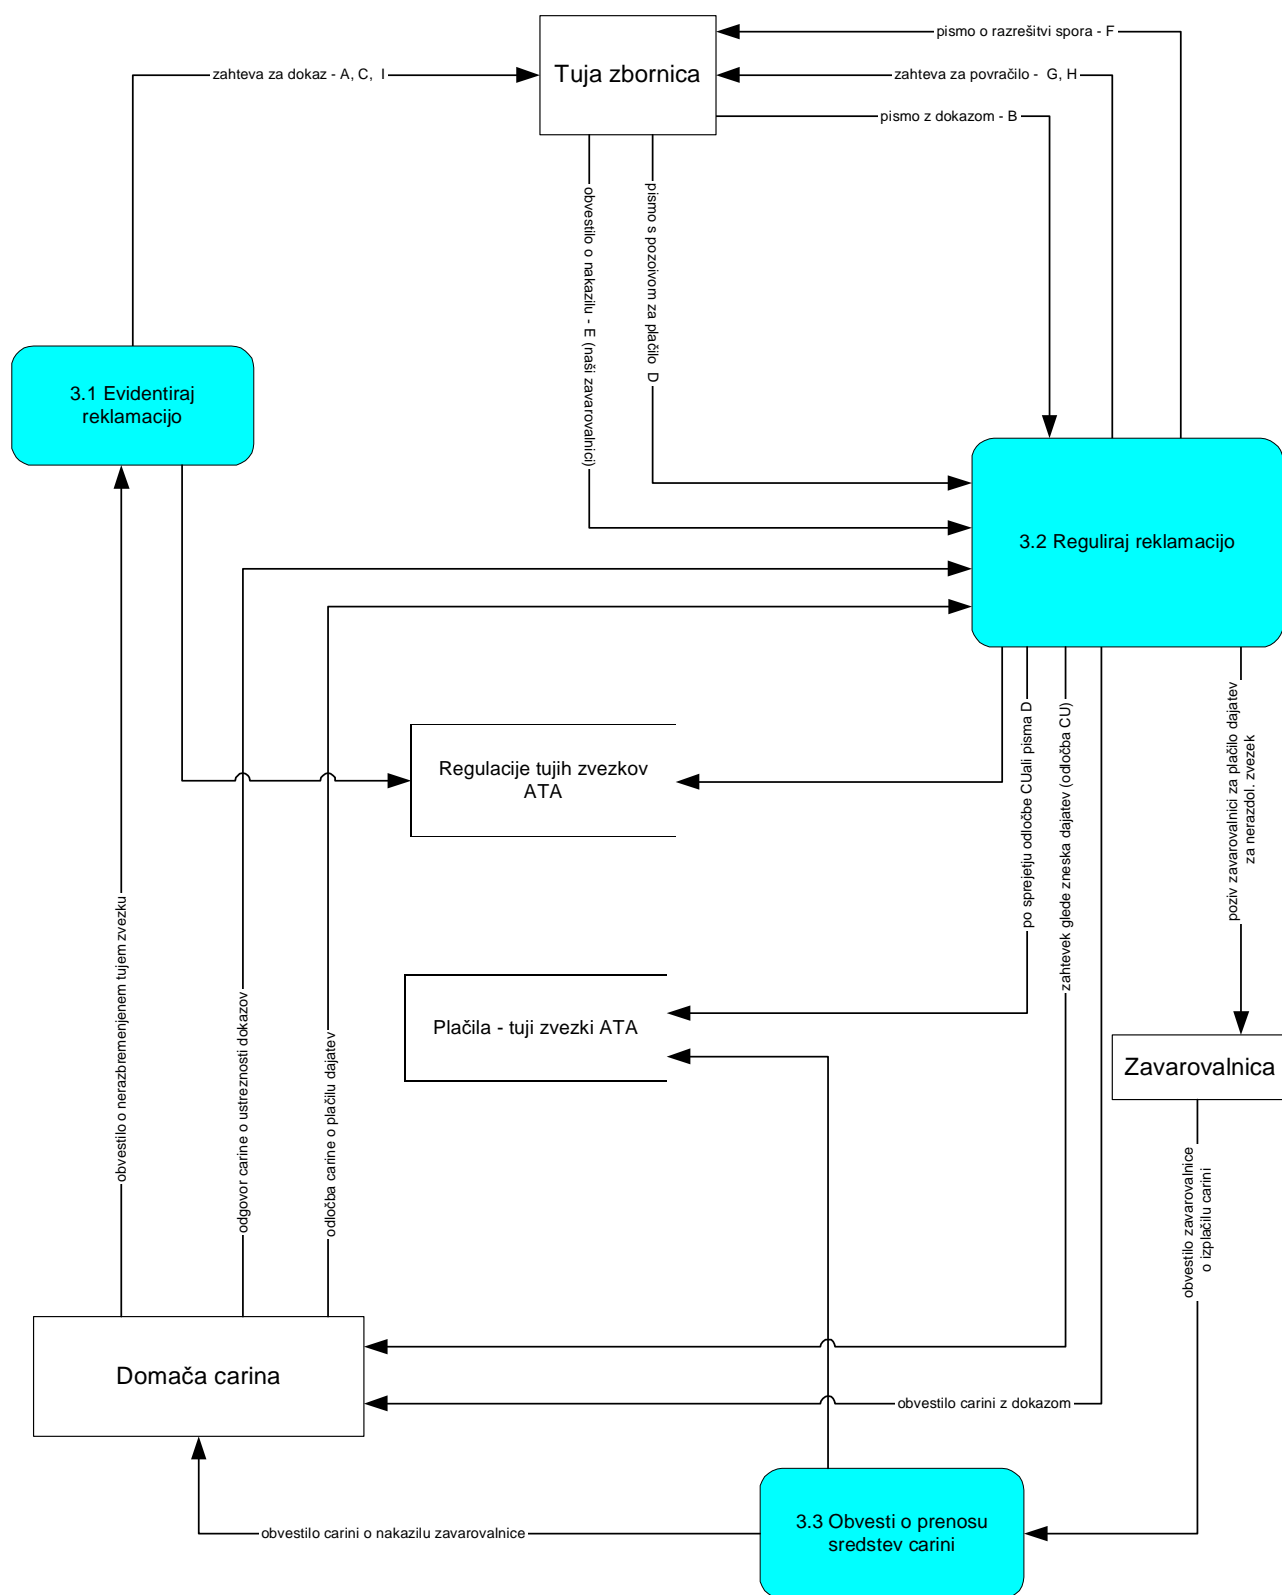 pismo o razrešitvi spora - F
zahteva za dokaz - A, C,  I
Tuja zbornica
zahteva za povračilo -  G, H
pismo z dokazom - B
obvestilo o nakazilu - E (naši zavarovalnici)
pismo s pozoivom za plačilo  D
3.1 Evidentiraj
reklamacijo
3.2 Reguliraj reklamacijo
Regulacije tujih zvezkov
ATA
po sprejetju odločbe CUali pisma D
zahtevek glede zneska dajatev (odločba CU)
poziv zavarovalnici za plačilo dajatev
za nerazdol. zvezek
obvestilo o nerazbremenjenem tujem zvezku
odgovor carine o ustreznosti dokazov
odločba carine o plačilu dajatev
Plačila - tuji zvezki ATA
Zavarovalnica
obvestilo zavarovalnice
o izplačilu carini
Domača carina
obvestilo carini z dokazom
obvestilo carini o nakazilu zavarovalnice
3.3 Obvesti o prenosu
sredstev carini